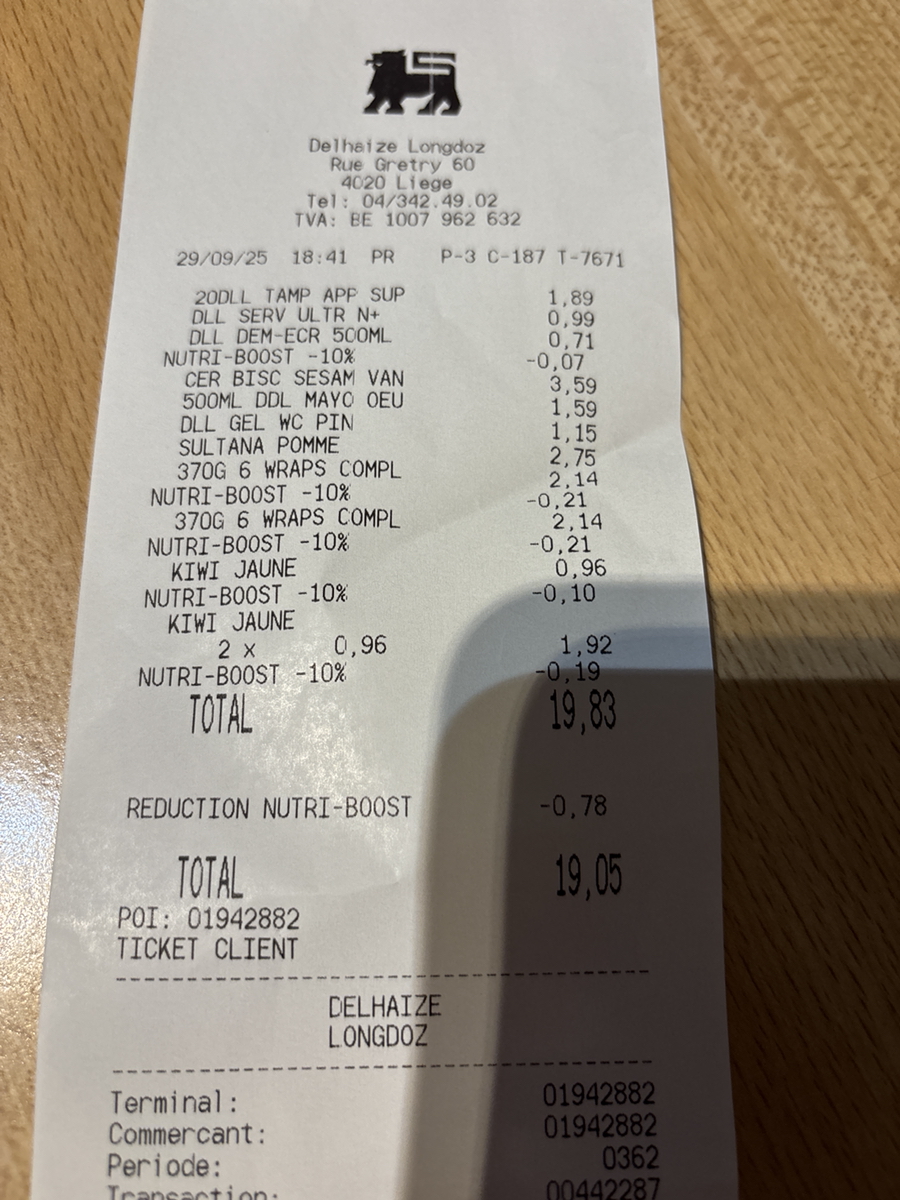 Delhaize Longdoz
Rue Gretry 60
4020 Liege
Tel: 04/342.49.02
TVA: BE 1007 962 632
29/09/25 18:41 PR P-3 C-187 T-7671
20DLL TAMP APP SUP 1,89
DLL SERV ULTR N+ 0,99
DLL DEM-ECR 500ML 0,71
NUTRI-BOOST -10% -0,07
CER BISC SESAM VAN 3,59
500ML DDL MAYO OEU 1,59
DLL GEL WC PIN 1,15
SULTANA POMME 2,75
370G 6 WRAPS COMPL 2,14
NUTRI-BOOST -10% -0,21
370G 6 WRAPS COMPL 2,14
NUTRI-BOOST -10% -0,21
KIWI JAUNE 0,96
NUTRI-BOOST -10% -0,10
KIWI JAUNE
2 x 0,96 1,92
NUTRI-BOOST -10% -0,19
TOTAL 19,83
REDUCTION NUTRI-BOOST -0,78
TOTAL 19,05
POI: 01942882
TICKET CLIENT
DELHAIZE
LONGDOZ
Terminal: 01942882
Commercant: 01942882
Periode: 0362
Transaction: 00442287